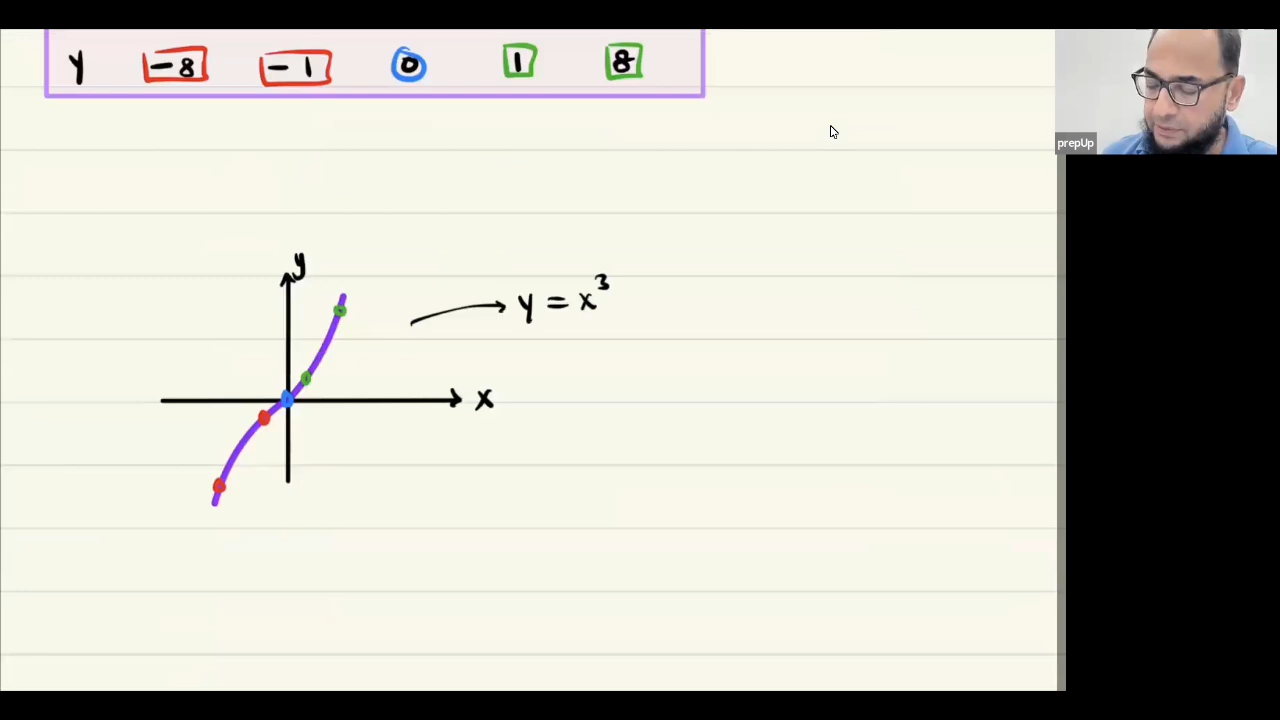 y -8 -1 0 1 8
prepUp
y
y = x³
x